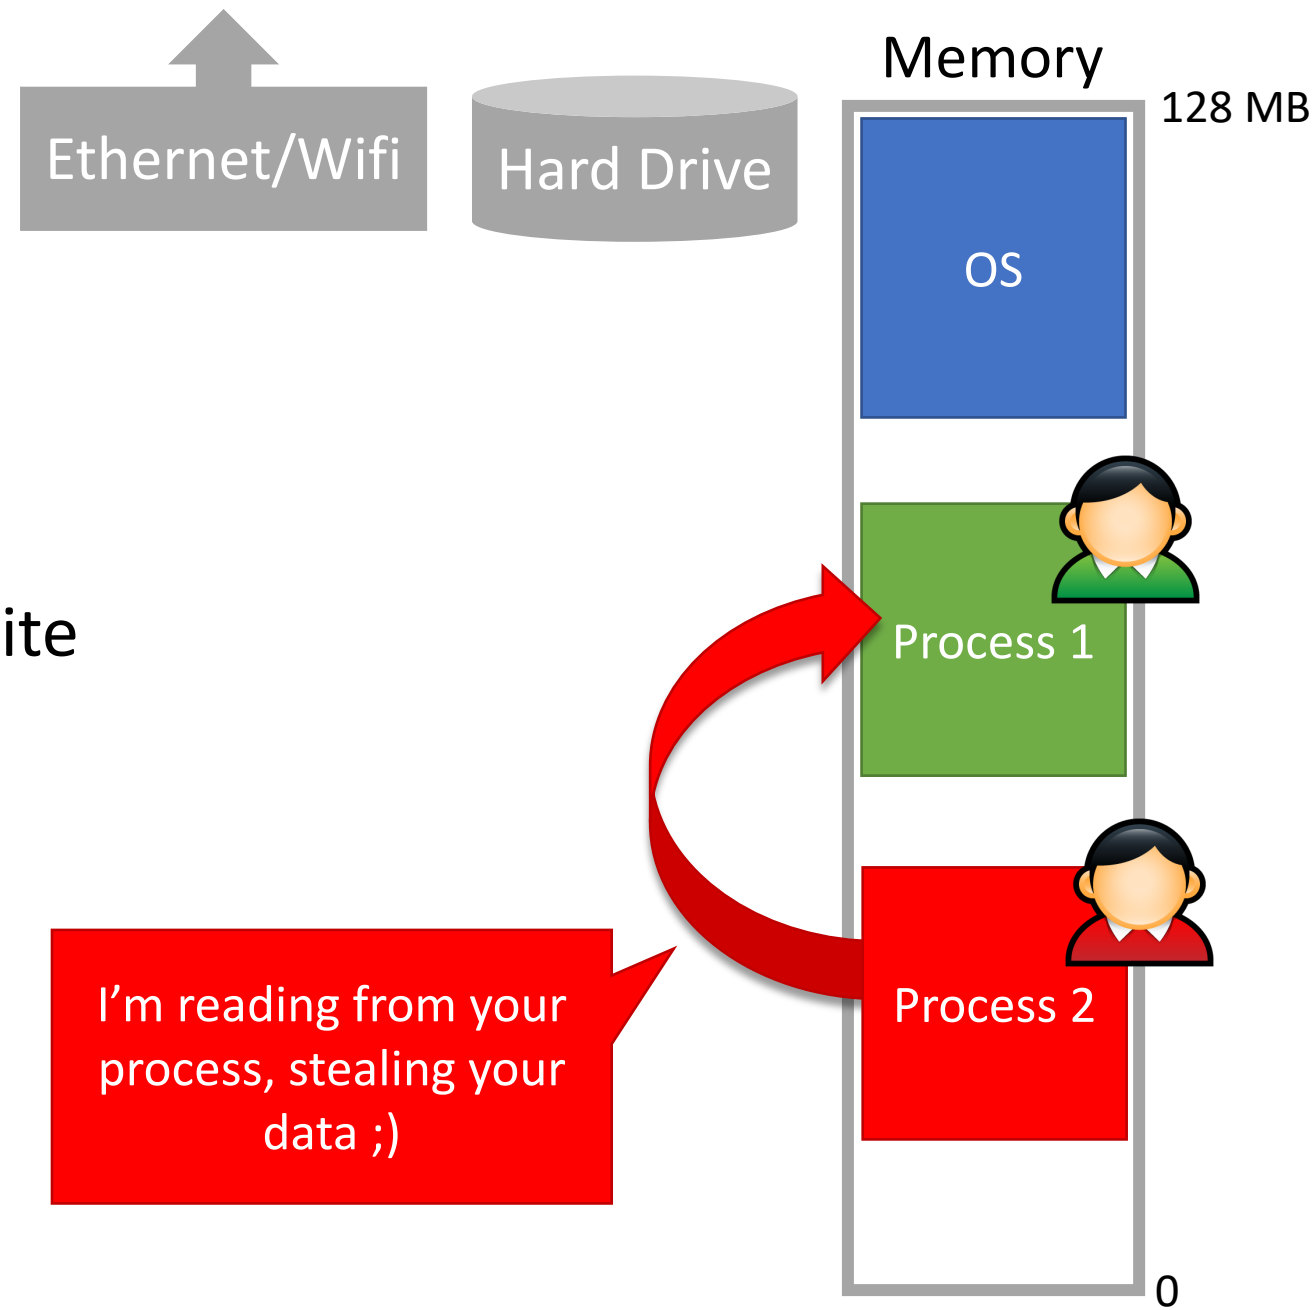 Memory
128 MB
Ethernet/Wifi
Hard Drive
OS
ite
Process 1
I’m reading from your
process, stealing your
data ;)
Process 2
0